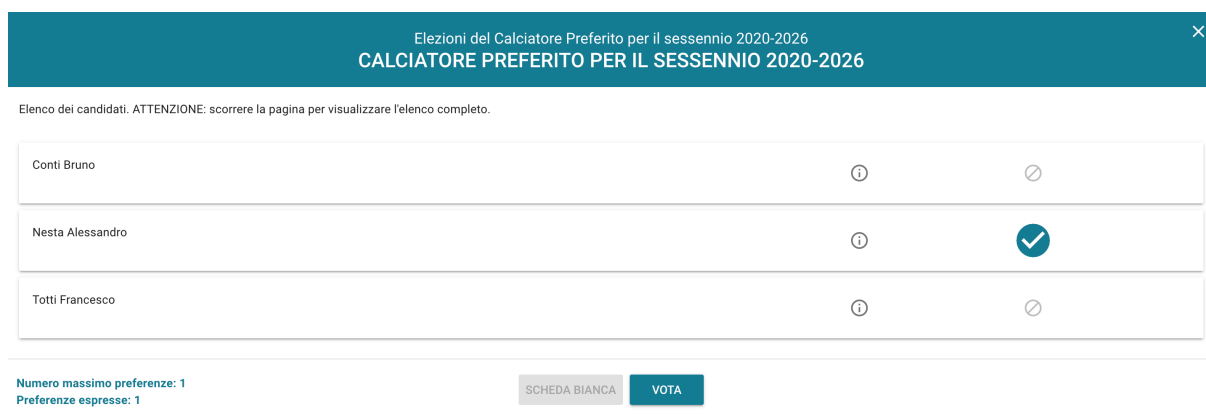 Elezioni del Calciatore Preferito per il sessennio 2020-2026
CALCIATORE PREFERITO PER IL SESSENNIO 2020-2026
Elenco dei candidati. ATTENZIONE: scorrere la pagina per visualizzare l'elenco completo.
Conti Bruno
Nesta Alessandro
Totti Francesco
Numero massimo preferenze: 1
Preferenze espresse: 1
SCHEDA BIANCA
VOTA